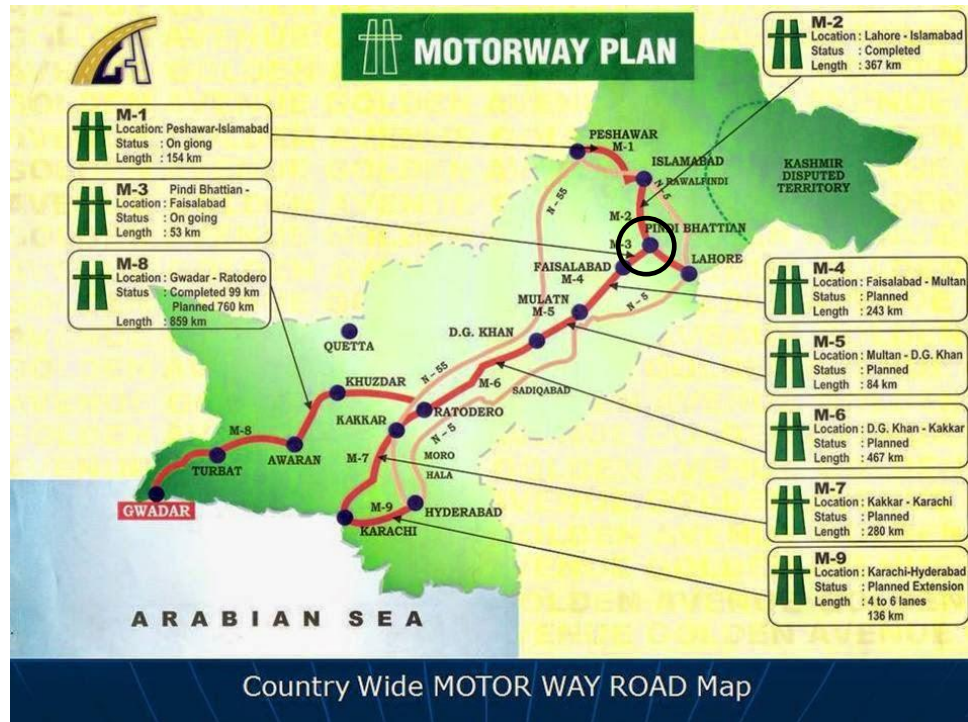 MOTORWAY PLAN
M-2
Location : Lahore - Islamabad
Status : Completed
Length : 367 km
M-1
Location: Peshawar-Islamabad
Status : On giong
Length : 154 km
M-3 Pindi Bhattian -
Location : Faisalabad
Status : On going
Length : 53 km
M-8
Location : Gwadar - Ratodero
Status : Completed 99 km
Planned 760 km
Length : 859 km
PESHAWAR
M-1
ISLAMABAD
RAWALPINDI
KASHMIR
DISPUTED
TERRITORY
N-55
N-5
M-2
PINDI BHATTIAN
M-3
LAHORE
FAISALABAD
M-4
MULATN
M-5
N-5
D.G. KHAN
QUETTA
N-55
M-6
SADIQABAD
KHUZDAR
RATODERO
KAKKAR
N-5
M-8
AWARAN
TURBAT
M-7
MORO
HALA
GWADAR
M-9
HYDERABAD
KARACHI
M-4
Location : Faisalabad - Multan
Status : Planned
Length : 243 km
M-5
Location : Multan - D.G. Khan
Status : Planned
Length : 84 km
M-6
Location : D.G. Khan - Kakkar
Status : Planned
Length : 467 km
M-7
Location : Kakkar - Karachi
Status : Planned
Length : 280 km
M-9
Location : Karachi-Hyderabad
Status : Planned Extension
Length : 4 to 6 lanes
136 km
ARABIAN SEA
Country Wide MOTOR WAY ROAD Map